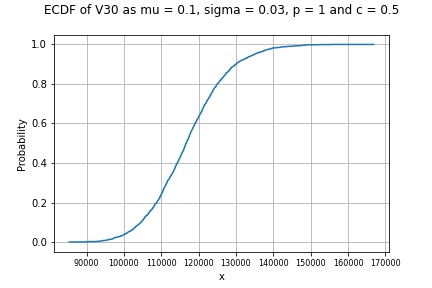 ECDF of V30 as mu = 0.1, sigma = 0.03, p = 1 and c = 0.5
1.0
0.8
0.6
0.4
0.2
0.0
Probability
90000 100000 110000 120000 130000 140000 150000 160000 170000
x